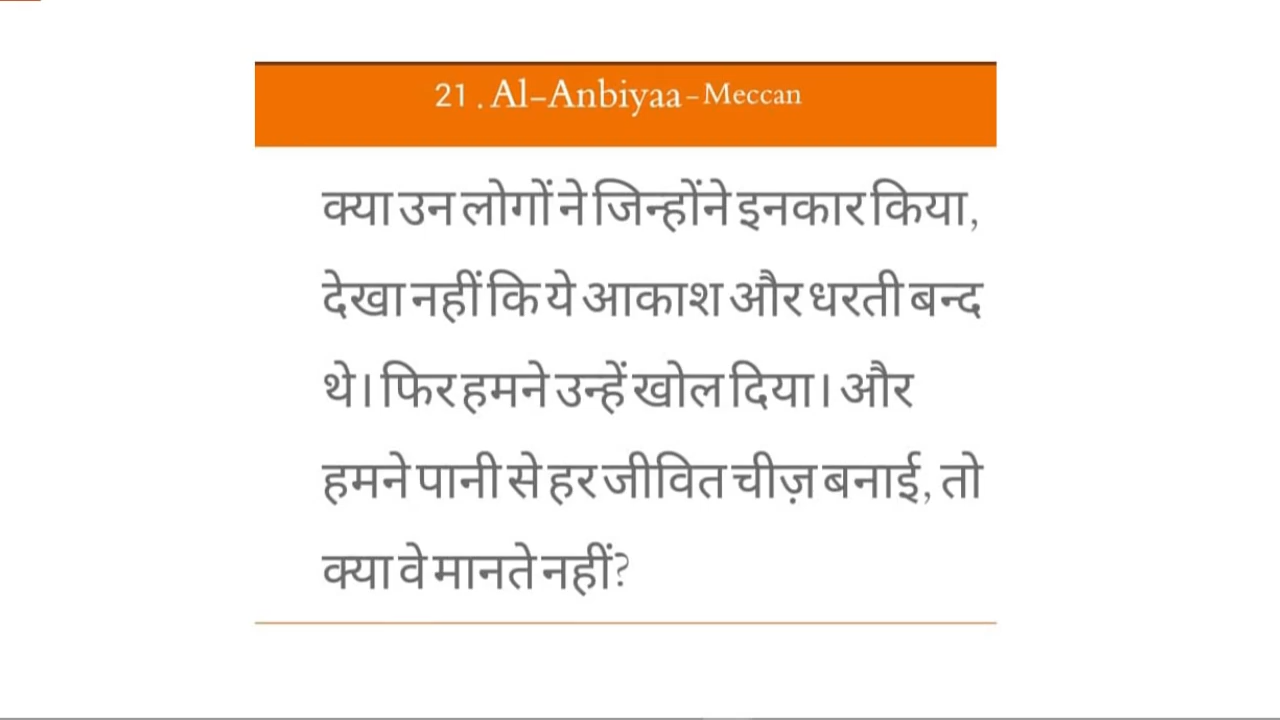 21 . Al-Anbiyaa - Meccan
क्या उन लोगों ने जिन्होंने इनकार किया,
देखा नहीं कि ये आकाश और धरती बन्द
थे। फिर हमने उन्हें खोल दिया। और
हमने पानी से हर जीवित चीज़ बनाई, तो
क्या वे मानते नहीं?